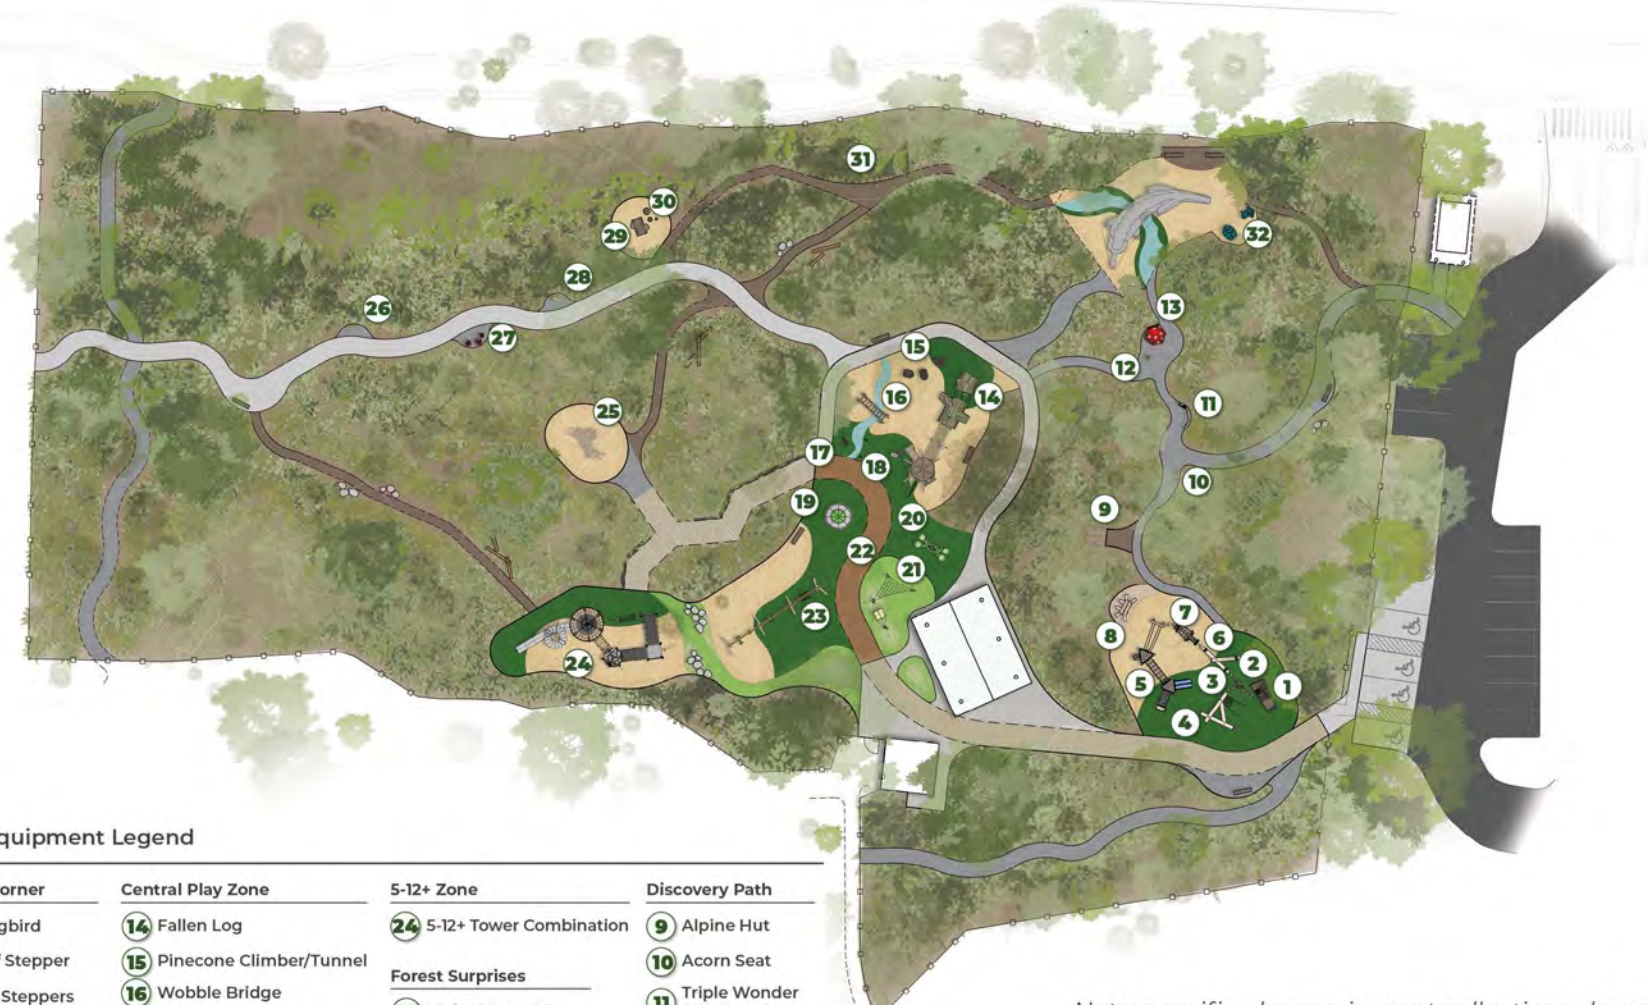 31
30
29
32
28
26
13
27
15
12
16
14
11
25
17
18
10
19
9
20
22
21
7
8
6
23
2
24
5
3
1
4
quipment Legend
orner
gbird
Stepper
Steppers
Central Play Zone
14 Fallen Log
15 Pinecone Climber/Tunnel
16 Wobble Bridge
5-12+ Zone
24 5-12+ Tower Combination
Forest Surprises
Discovery Path
9 Alpine Hut
10 Acorn Seat
11 Triple Wonder